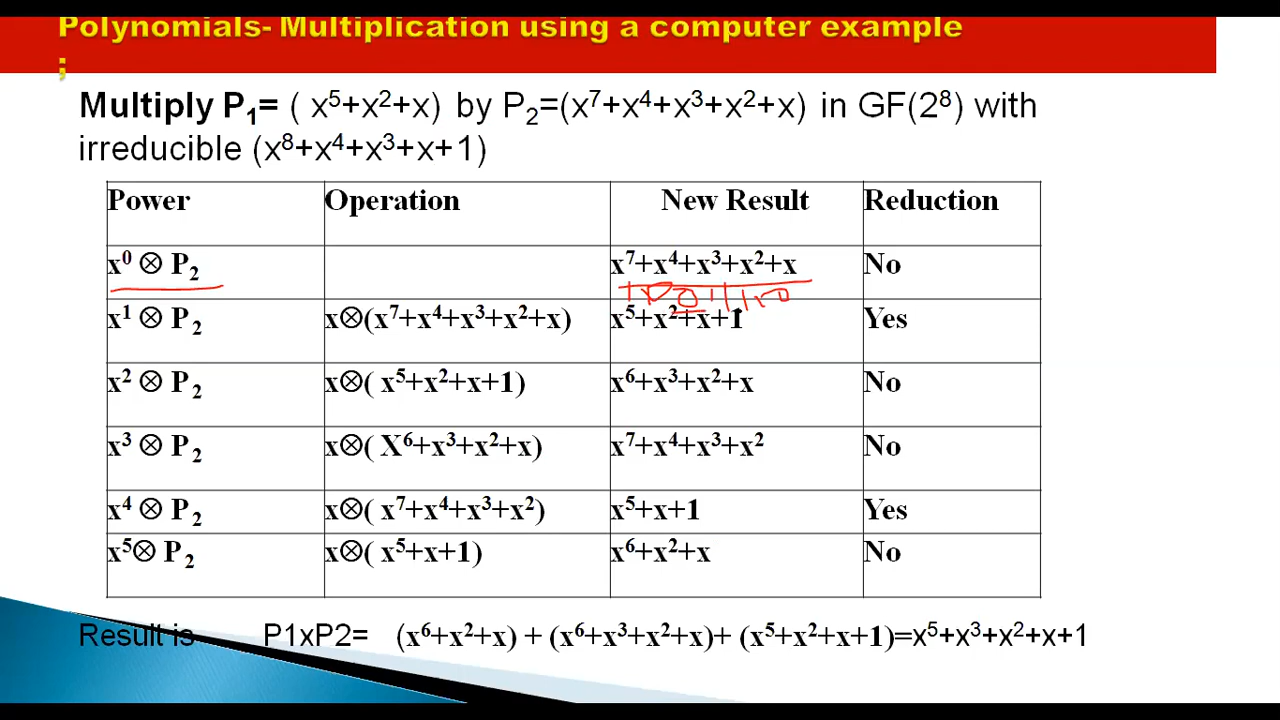 Polynomials- Multiplication using a computer example
;
Multiply P₁= ( x⁵+x²+x) by P₂=(x⁷+x⁴+x³+x²+x) in GF(2⁸) with
irreducible (x⁸+x⁴+x³+x+1)
Power Operation New Result Reduction
x⁰ ⊗ P₂ x⁷+x⁴+x³+x²+x No
x¹ ⊗ P₂ x⊗(x⁷+x⁴+x³+x²+x) x⁵+x²+x+1 Yes
x² ⊗ P₂ x⊗( x⁵+x²+x+1) x⁶+x³+x²+x No
x³ ⊗ P₂ x⊗( X⁶+x³+x²+x) x⁷+x⁴+x³+x² No
x⁴ ⊗ P₂ x⊗( x⁷+x⁴+x³+x²) x⁵+x+1 Yes
x⁵⊗ P₂ x⊗( x⁵+x+1) x⁶+x²+x No
Result is P1xP2= (x⁶+x²+x) + (x⁶+x³+x²+x)+ (x⁵+x²+x+1)=x⁵+x³+x²+x+1